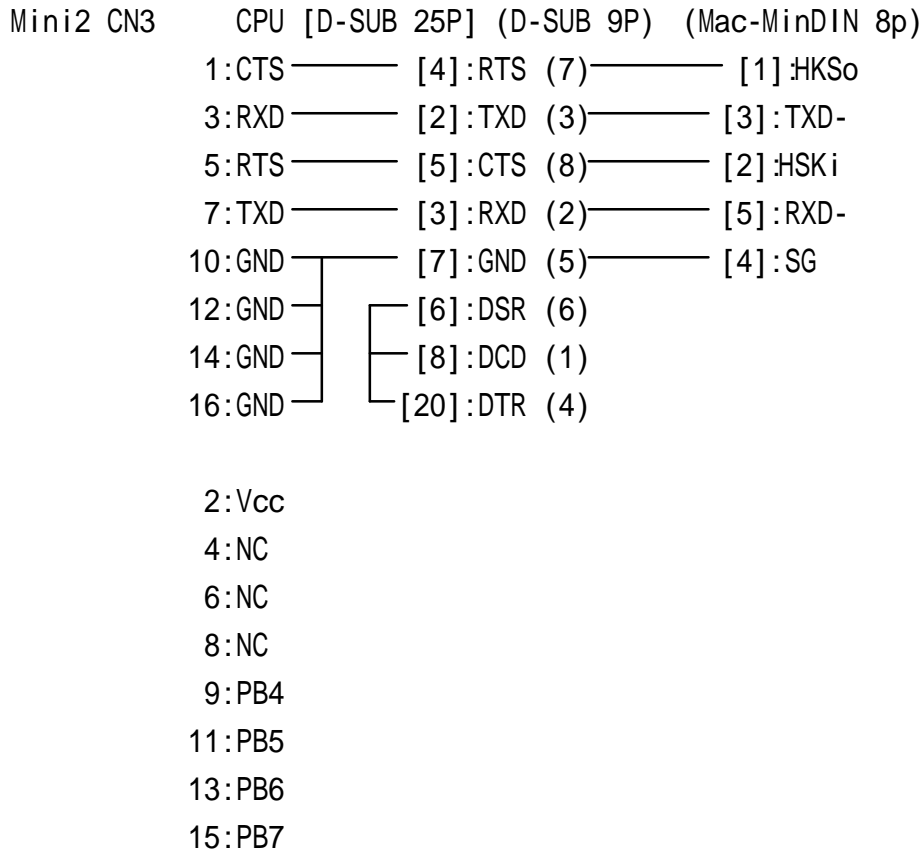 Mini2 CN3 CPU [D-SUB 25P] (D-SUB 9P) (Mac-MinDIN 8p)
1:CTS [4]:RTS (7) [1]:HKSo
3:RXD [2]:TXD (3) [3]:TXD-
5:RTS [5]:CTS (8) [2]:HSKi
7:TXD [3]:RXD (2) [5]:RXD-
10:GND [7]:GND (5) [4]:SG
12:GND [6]:DSR (6)
14:GND [8]:DCD (1)
16:GND [20]:DTR (4)
2:Vcc
4:NC
6:NC
8:NC
9:PB4
11:PB5
13:PB6
15:PB7